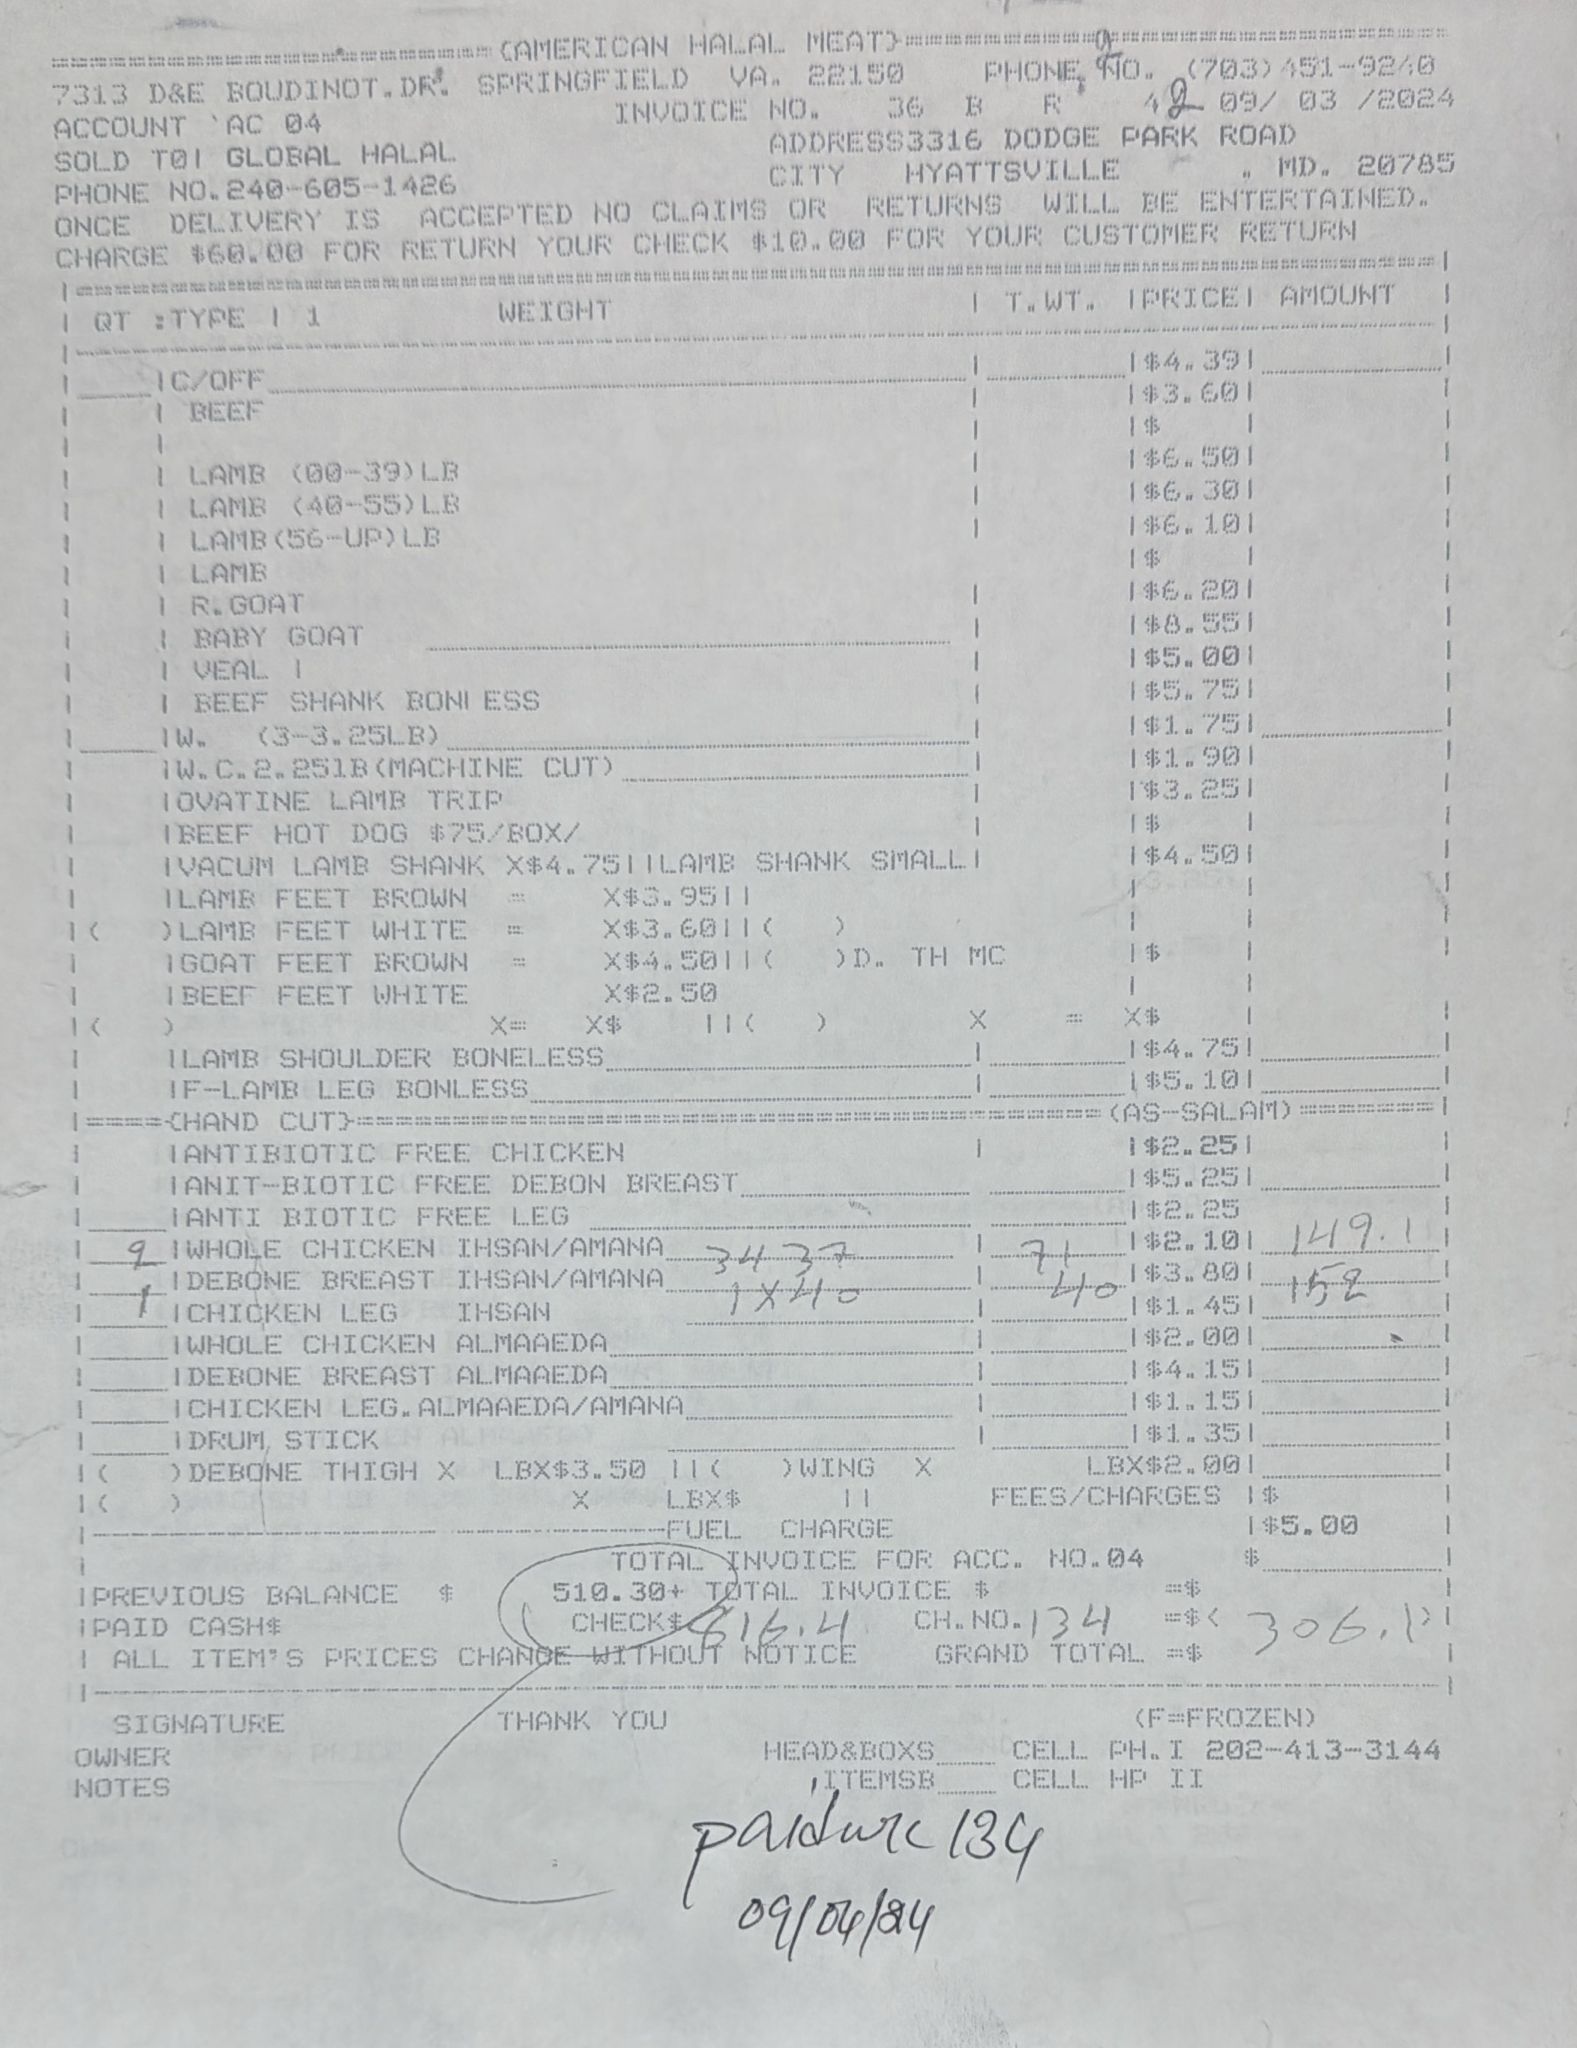 (AMERICAN HALAL MEAT)
7313 D&E BOUDINOT.DR. SPRINGFIELD VA. 22150 PHONE NO. (703)451-9240
INVOICE NO. 36 B R 42 09/ 03 /2024
ACCOUNT AC 04 ADDRESS3316 DODGE PARK ROAD
SOLD TO| GLOBAL HALAL CITY HYATTSVILLE . MD. 20785
PHONE NO.240-605-1426
ONCE DELIVERY IS ACCEPTED NO CLAIMS OR RETURNS WILL BE ENTERTAINED.
CHARGE $60.00 FOR RETURN YOUR CHECK $10.00 FOR YOUR CUSTOMER RETURN
| QT :TYPE | 1 WEIGHT | T.WT. |PRICE| AMOUNT
|C/OFF |$4.39|
| BEEF |$3.60|
| |$ |
| LAMB (00-39)LB |$6.50|
| LAMB (40-55)LB |$6.30|
| LAMB(56-UP)LB |$6.10|
| LAMB |$ |
| R.GOAT |$6.20|
| BABY GOAT |$8.55|
| VEAL | |$5.00|
| BEEF SHANK BONLESS |$5.75|
|W. (3-3.25LB) |$1.75|
|W.C.2.25lB(MACHINE CUT) |$1.90|
|OVATINE LAMB TRIP |$3.25|
|BEEF HOT DOG $75/BOX/ |$
|VACUM LAMB SHANK X$4.75||LAMB SHANK SMALL| |$4.50|
|LAMB FEET BROWN = X$3.95||
|( )LAMB FEET WHITE = X$3.60||( )
|GOAT FEET BROWN = X$4.50||( )D. TH MC |$
|BEEF FEET WHITE X$2.50
|( ) X= X$ ||( ) X = X$ |
|LAMB SHOULDER BONELESS |$4.75|
|F-LAMB LEG BONLESS |$5.10|
|====(HAND CUT)====(AS-SALAM)====|
|ANTIBIOTIC FREE CHICKEN |$2.25|
|ANIT-BIOTIC FREE DEBON BREAST |$5.25|
|ANTI BIOTIC FREE LEG |$2.25
2 |WHOLE CHICKEN IHSAN/AMANA 34 37 | 71 |$2.10| 149.1
1 |DEBONE BREAST IHSAN/AMANA 1X40 | 40 |$3.80| 152
|CHICKEN LEG IHSAN |$1.45|
|WHOLE CHICKEN ALMAAEDA |$2.00|
|DEBONE BREAST ALMAAEDA |$4.15|
|CHICKEN LEG.ALMAAEDA/AMANA |$1.15|
|DRUM STICK |$1.35|
|( )DEBONE THIGH X LBX$3.50 ||( )WING X LBX$2.00|
|( ) X LBX$ || FEES/CHARGES |$
FUEL CHARGE |$5.00
TOTAL INVOICE FOR ACC. NO.04 $
|PREVIOUS BALANCE $ 510.30+ TOTAL INVOICE $ =$
|PAID CASH$ CHECK$ 816.4 CH.NO.134 =$( 306.1)
| ALL ITEM'S PRICES CHANGE WITHOUT NOTICE GRAND TOTAL =$
SIGNATURE THANK YOU (F=FROZEN)
OWNER HEAD&BOXS CELL PH.I 202-413-3144
NOTES ITEMSB CELL HP II
134
09/04/24